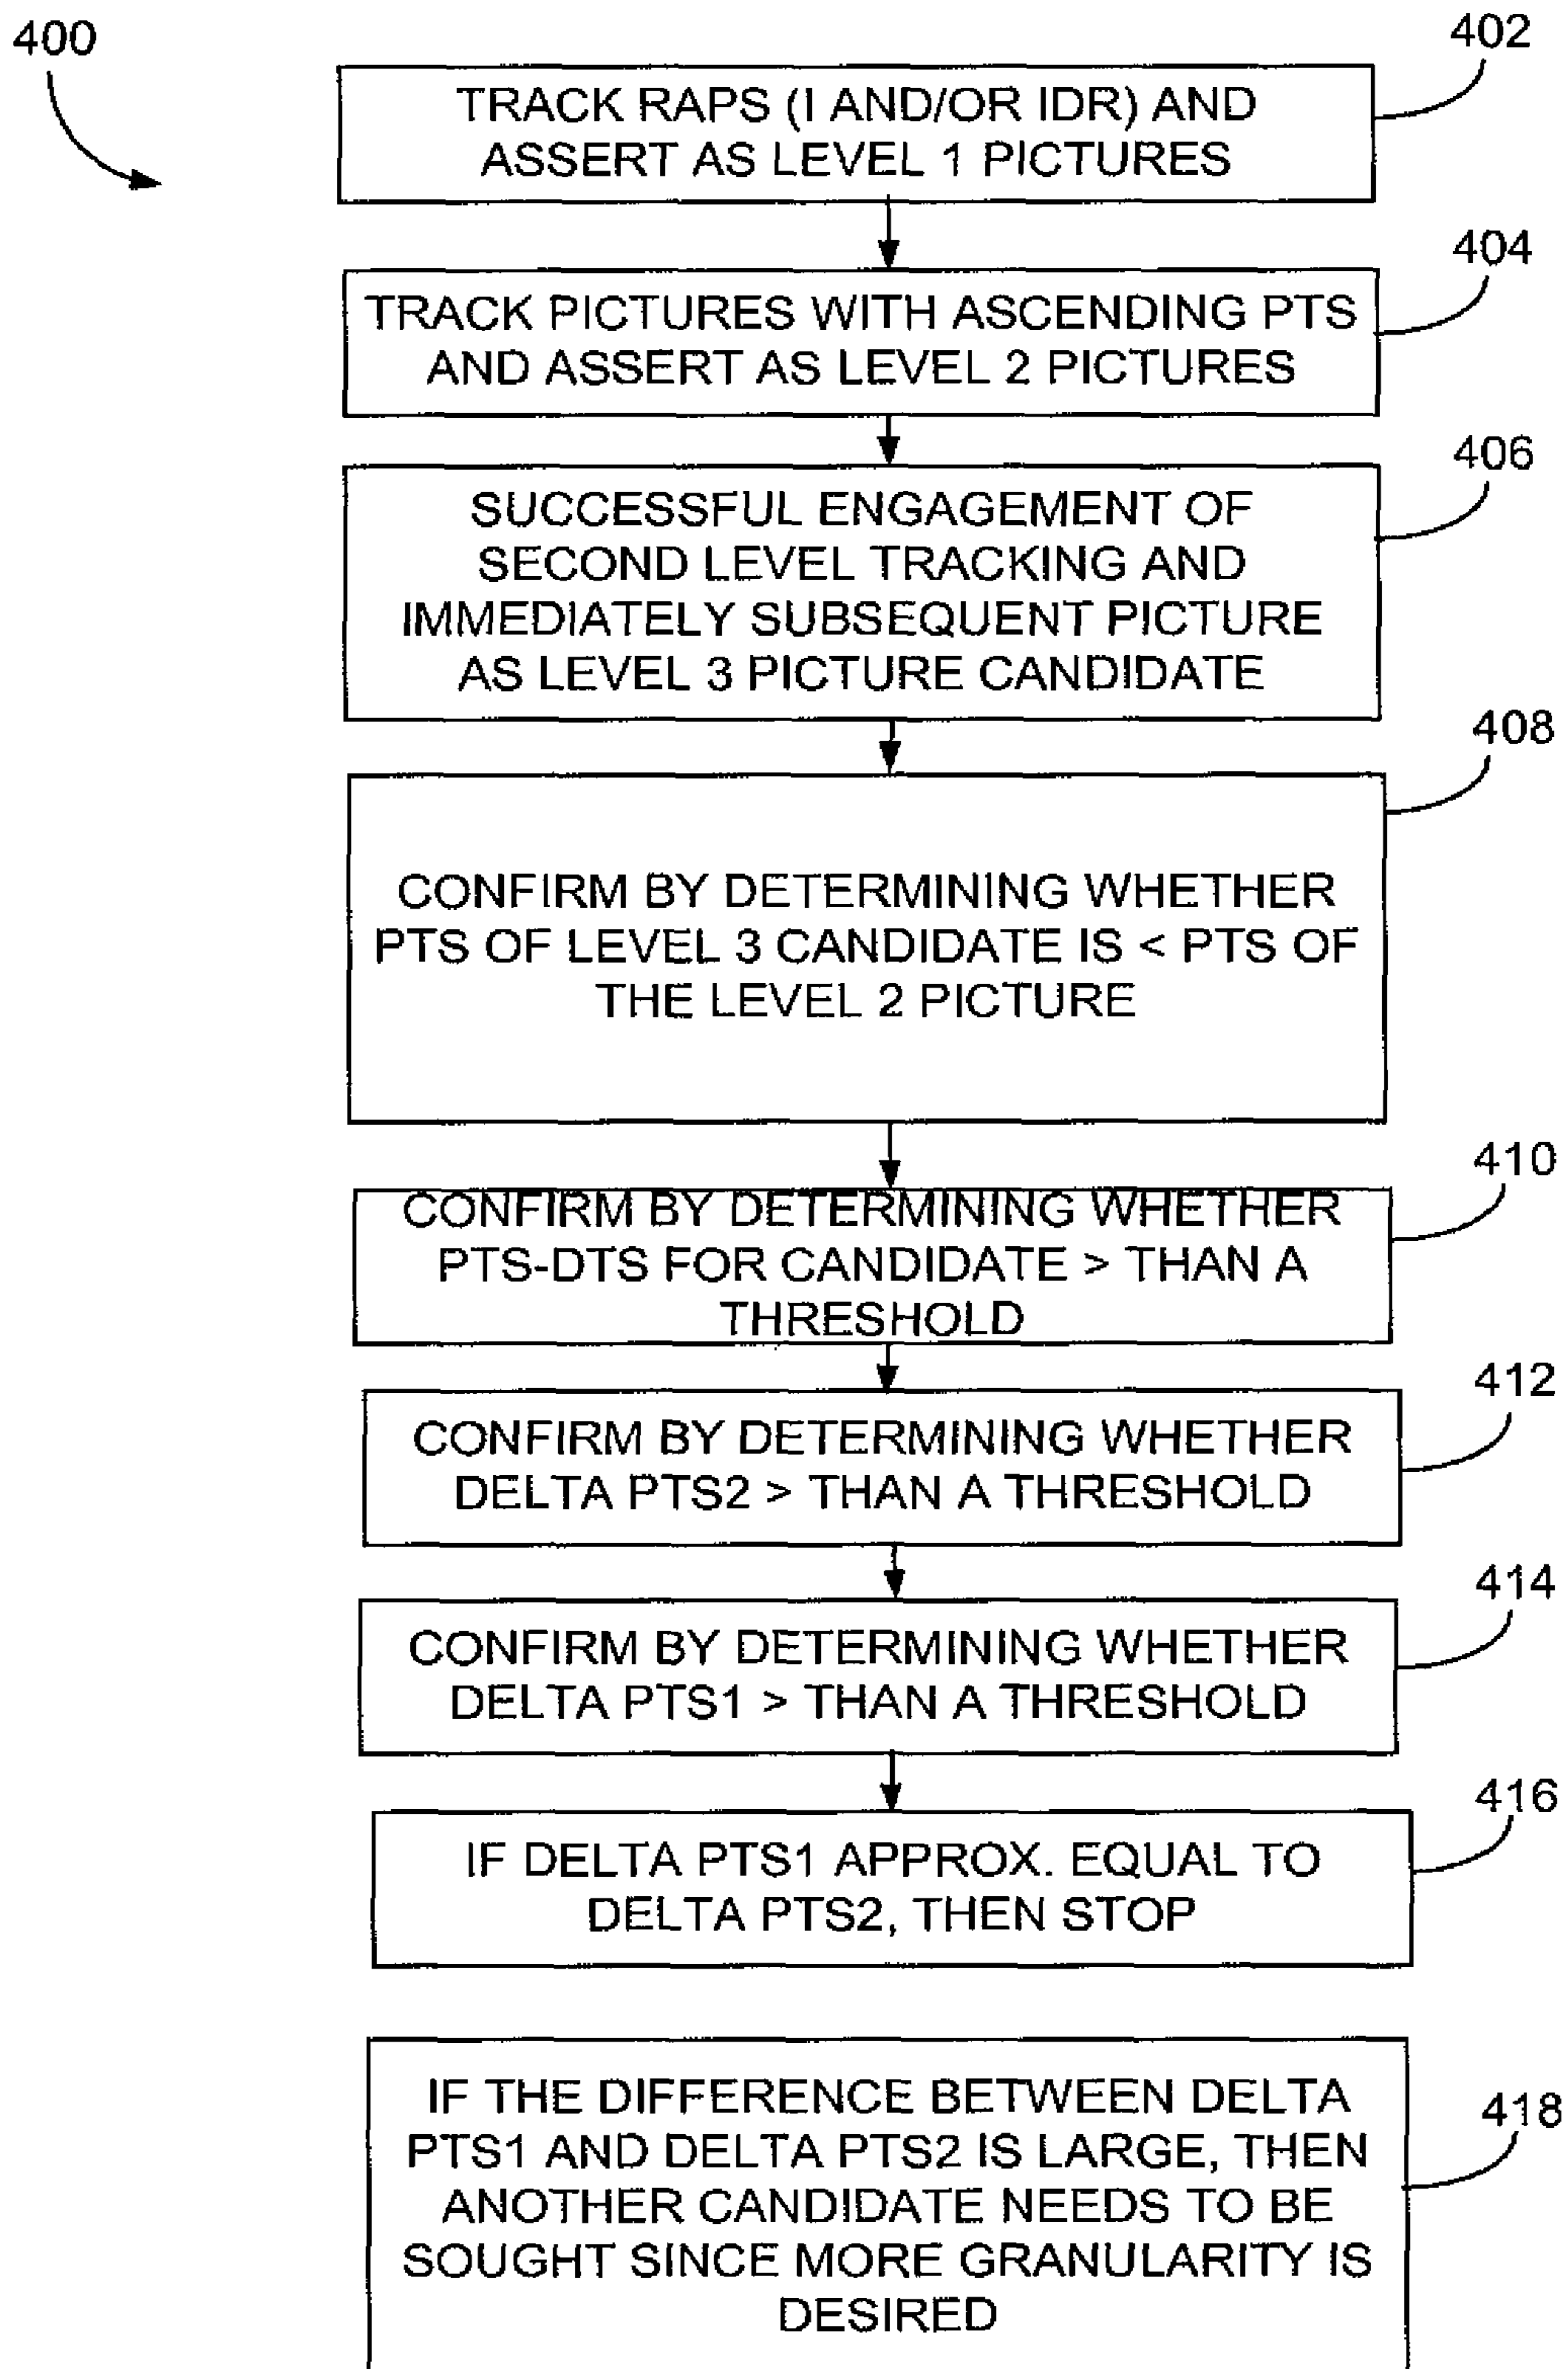 400
402
TRACK RAPS (I AND/OR IDR) AND
ASSERT AS LEVEL 1 PICTURES
404
TRACK PICTURES WITH ASCENDING PTS
AND ASSERT AS LEVEL 2 PICTURES
406
SUCCESSFUL ENGAGEMENT OF
SECOND LEVEL TRACKING AND
IMMEDIATELY SUBSEQUENT PICTURE
AS LEVEL 3 PICTURE CANDIDATE
408
CONFIRM BY DETERMINING WHETHER
PTS OF LEVEL 3 CANDIDATE IS < PTS OF
THE LEVEL 2 PICTURE
410
CONFIRM BY DETERMINING WHETHER
PTS-DTS FOR CANDIDATE > THAN A
THRESHOLD
412
CONFIRM BY DETERMINING WHETHER
DELTA PTS2 > THAN A THRESHOLD
414
CONFIRM BY DETERMINING WHETHER
DELTA PTS1 > THAN A THRESHOLD
416
IF DELTA PTS1 APPROX. EQUAL TO
DELTA PTS2, THEN STOP
418
IF THE DIFFERENCE BETWEEN DELTA
PTS1 AND DELTA PTS2 IS LARGE, THEN
ANOTHER CANDIDATE NEEDS TO BE
SOUGHT SINCE MORE GRANULARITY IS
DESIRED